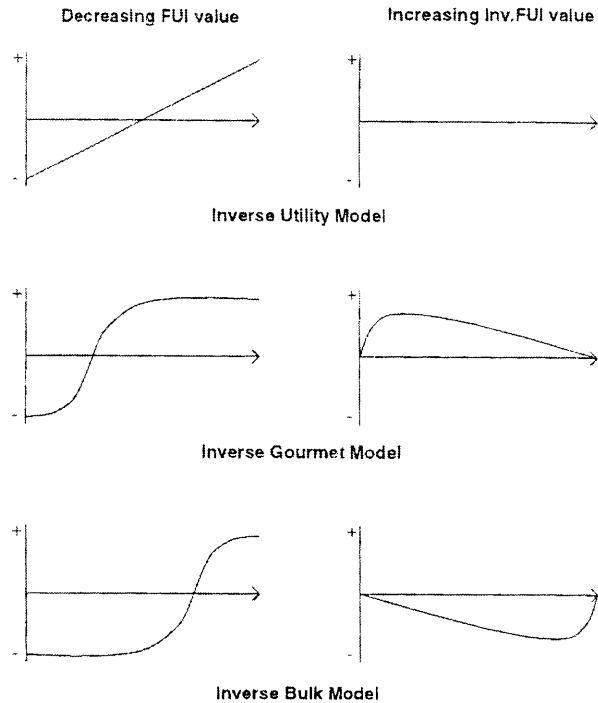 Decreasing FUI value
Increasing Inv.FUI value
+
-
+
-
Inverse Utility Model
+
-
+
-
Inverse Gourmet Model
+
-
+
-
Inverse Bulk Model